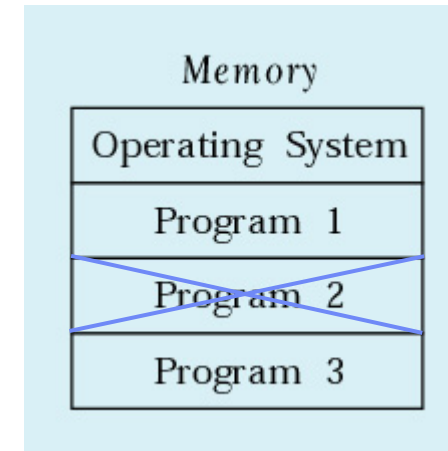 Memory
Operating System
Program 1
Program 2
Program 3